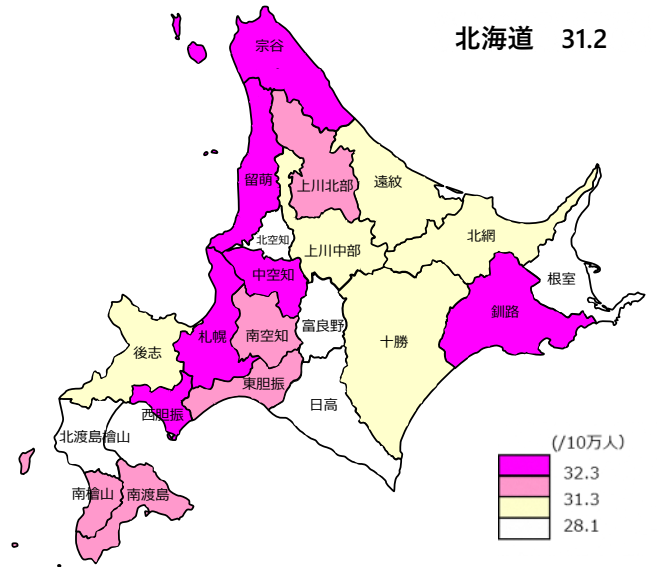 北海道　31.2
宗谷
留萌
上川北部
遠紋
北空知
上川中部
北網
中空知
根室
釧路
札幌
南空知
富良野
十勝
後志
東胆振
日高
西胆振
北渡島檜山
南檜山
南渡島
(/10万人)
32.3
31.3
28.1